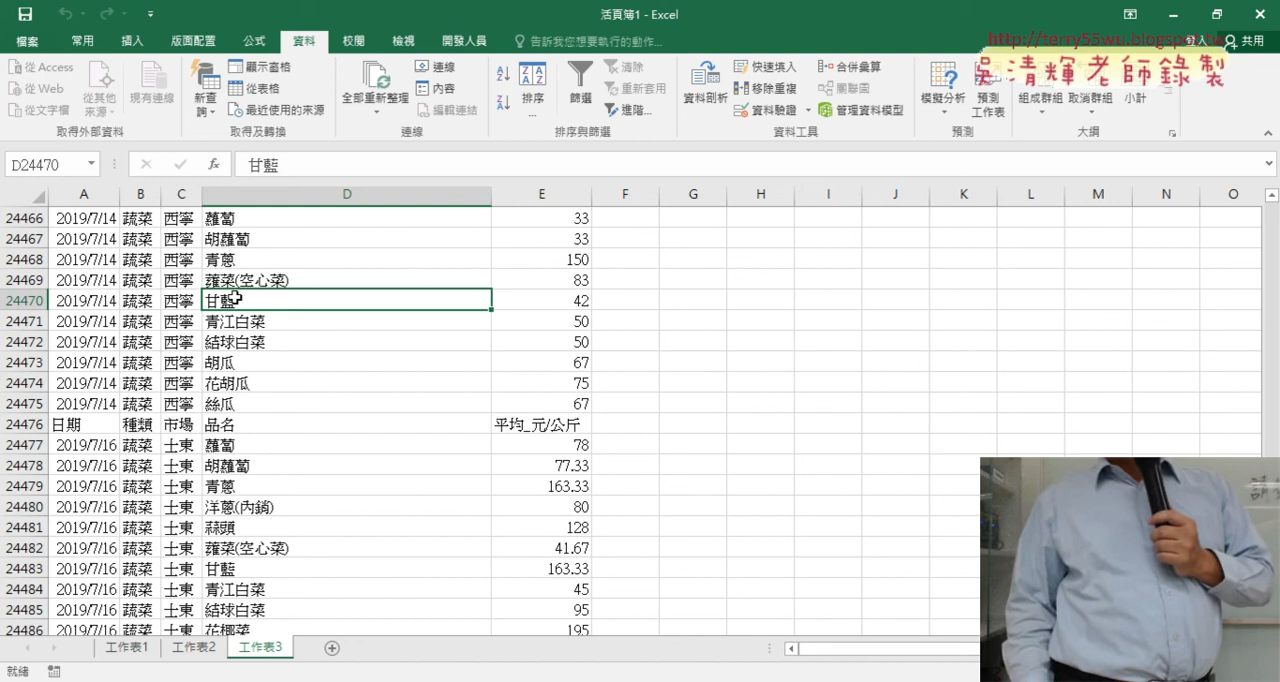 活頁簿1 - Excel
http://terry55wu.blogspot.tw
吳清輝老師錄製
檔案 常用 插入 版面配置 公式 資料 校閱 檢視 開發人員 告訴我您想要執行的動作... 登入 共用
從 Access
從 Web
從文字檔
從其他來源
現有連線
取得外部資料
新查詢
顯示窗格
從表格
最近使用的來源
取得及轉換
全部重新整理
連線
內容
編輯連結
連線
排序
篩選
清除
重新套用
進階...
排序與篩選
資料剖析
快速填入
移除重複
資料驗證
合併彙算
關聯圖
管理資料模型
資料工具
模擬分析
預測工作表
預測
組成群組
取消群組
小計
大綱
D24470 fx 甘藍
A B C D E F G H I J K L M N O
24466 2019/7/14 蔬菜 西寧 蘿蔔 33
24467 2019/7/14 蔬菜 西寧 胡蘿蔔 33
24468 2019/7/14 蔬菜 西寧 青蔥 150
24469 2019/7/14 蔬菜 西寧 蕹菜(空心菜) 83
24470 2019/7/14 蔬菜 西寧 甘藍 42
24471 2019/7/14 蔬菜 西寧 青江白菜 50
24472 2019/7/14 蔬菜 西寧 結球白菜 50
24473 2019/7/14 蔬菜 西寧 胡瓜 67
24474 2019/7/14 蔬菜 西寧 花胡瓜 75
24475 2019/7/14 蔬菜 西寧 絲瓜 67
24476 日期 種類 市場 品名 平均_元/公斤
24477 2019/7/16 蔬菜 士東 蘿蔔 78
24478 2019/7/16 蔬菜 士東 胡蘿蔔 77.33
24479 2019/7/16 蔬菜 士東 青蔥 163.33
24480 2019/7/16 蔬菜 士東 洋蔥(內銷) 80
24481 2019/7/16 蔬菜 士東 蒜頭 128
24482 2019/7/16 蔬菜 士東 蕹菜(空心菜) 41.67
24483 2019/7/16 蔬菜 士東 甘藍 163.33
24484 2019/7/16 蔬菜 士東 青江白菜 45
24485 2019/7/16 蔬菜 士東 結球白菜 95
24486 2019/7/16 蔬菜 士東 花椰菜 195
工作表1 工作表2 工作表3
就緒